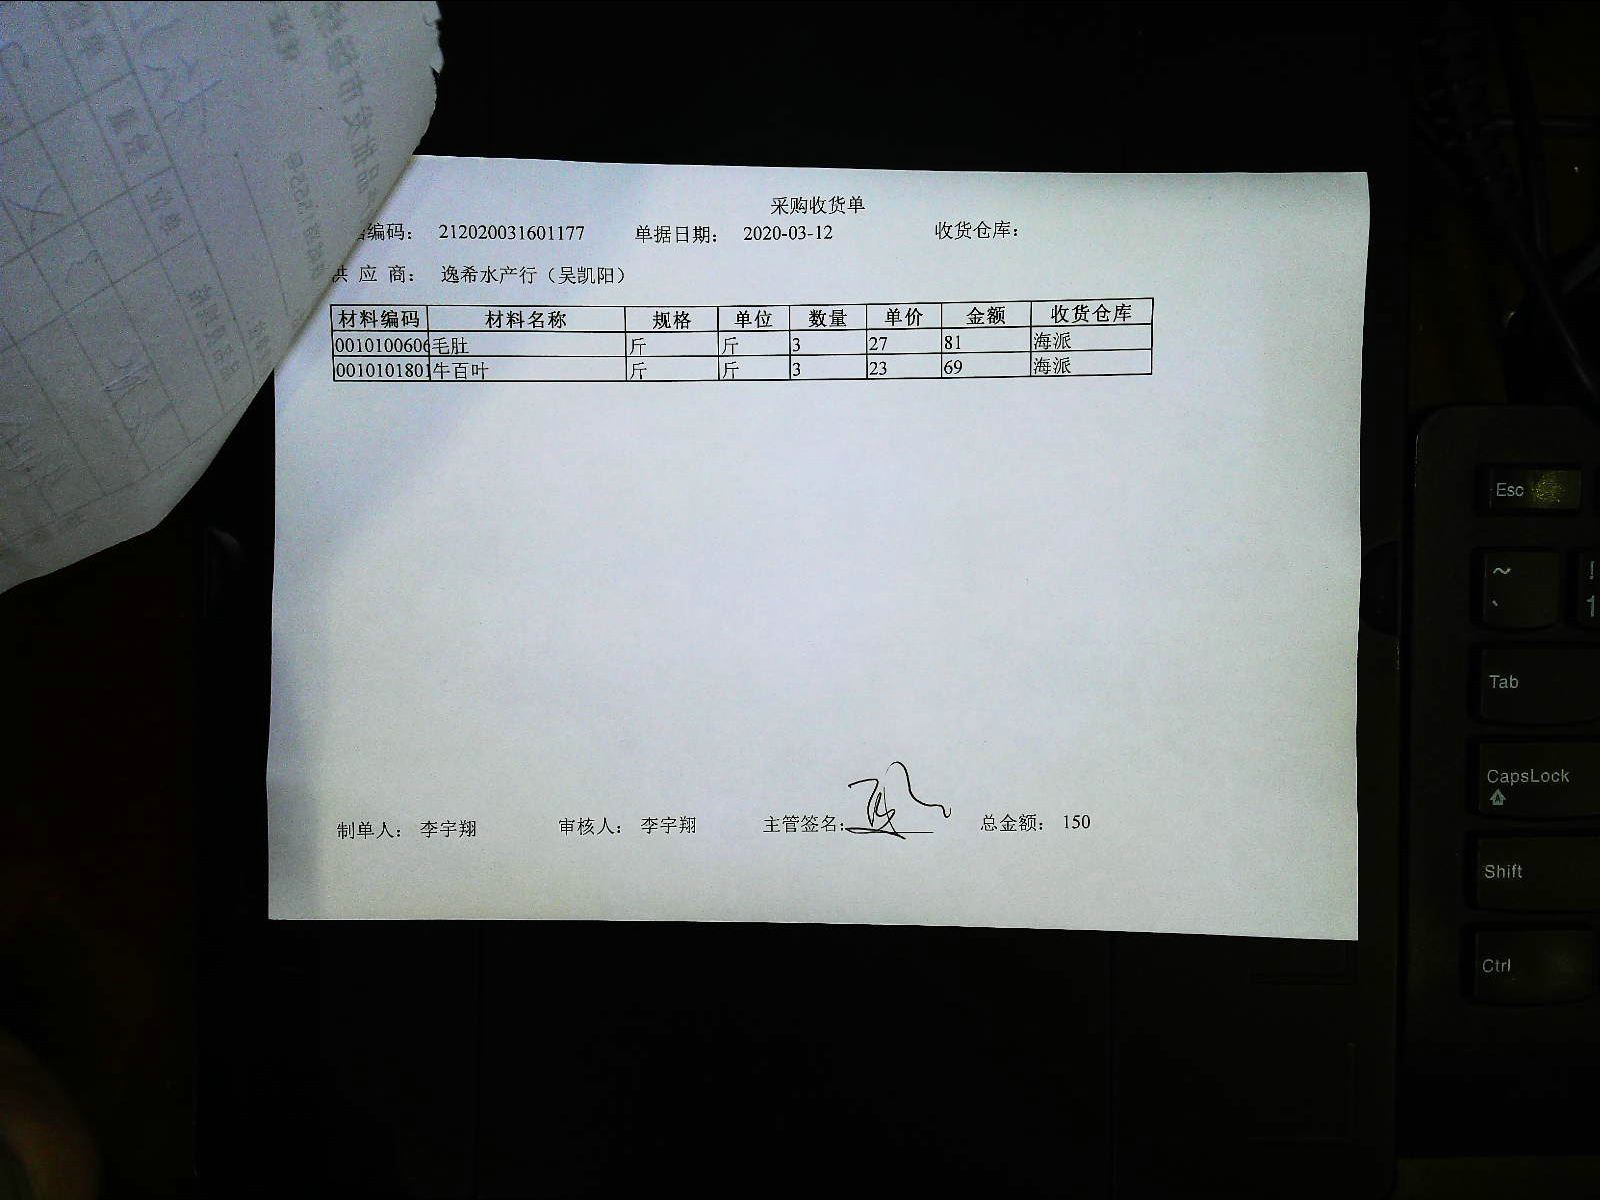 采购收货单
编码： 212020031601177 单据日期： 2020-03-12 收货仓库：
供 应 商： 逸希水产行（吴凯阳）
材料编码 材料名称 规格 单位 数量 单价 金额 收货仓库
0010100606 毛肚 斤 斤 3 27 81 海派
0010101801 牛百叶 斤 斤 3 23 69 海派
制单人： 李宇翔 审核人： 李宇翔 主管签名： 总金额： 150
Esc
~
`
!
1
Tab
CapsLock
Shift
Ctrl